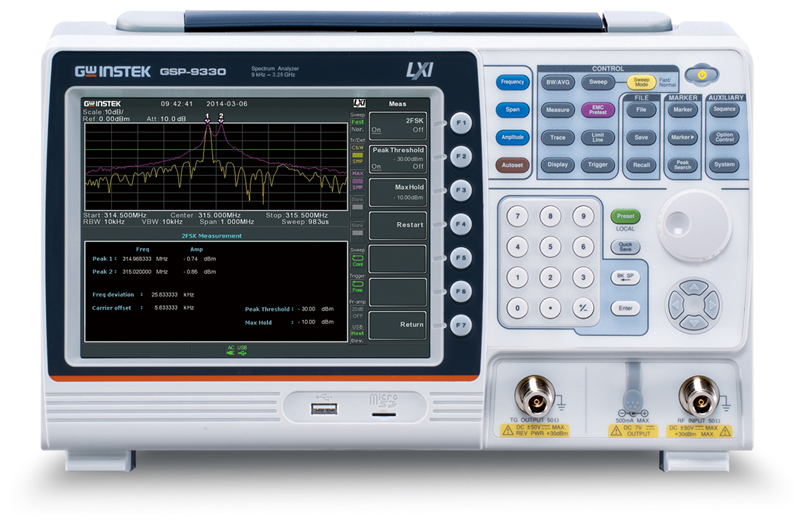 GWINSTEK GSP-9330
Spectrum Analyzer
9 kHz ~ 3.25 GHz
LXI
GWINSTEK 09:42:41 2014-03-06 LXI
Scale 10dB/
Ref. 0.00dBm Att: 10.0 dB
1 2
Start 314.500MHz Center 315.000MHz Stop 315.500MHz
RBW 10kHz VBW 10kHz Span 1.000MHz Sweep 983us
2FSK Measurement
Freq Amp
Peak 1 : 314.968333 MHz - 0.74 dBm
Peak 2 : 315.020000 MHz - 0.86 dBm
Freq deviation : 25.833333 kHz
Carrier offset : 5.833333 kHz
Peak Threshold : - 30.00 dBm
Max Hold : - 10.00 dBm
AC USB
Sweep
Fast
Nor.
Tr/Det
C&W
SMP
MAX
SMP
Blank
Blank
Sweep
Cont
Trigger
Free
Pr-amp
20dB
OFF
USB
Host
Dev.
Meas
2FSK
On Off
Peak Threshold
- 30.00dBm
On Off
Max Hold
- 10.00dBm
Restart
Return
F 1
F 2
F 3
F 4
F 5
F 6
F 7
micro
SD
CONTROL
Frequency
BW/AVG
Sweep
Sweep Mode
Fast/
Normal
FILE
MARKER
AUXILIARY
Span
Measure
EMC Pretest
File
Marker
Sequence
Amplitude
Trace
Limit Line
Save
Marker▶
Option Control
Autoset
Display
Trigger
Recall
Peak Search
System
7 8 9
4 5 6
1 2 3
0 • +/-
Preset
LOCAL
Quick Save
BK SP
Enter
TG OUTPUT 50Ω
DC ±50V MAX.
REV PWR +30dBm
500mA MAX.
DC 7V
OUTPUT
RF INPUT 50Ω
DC ±50V MAX
+30dBm MAX